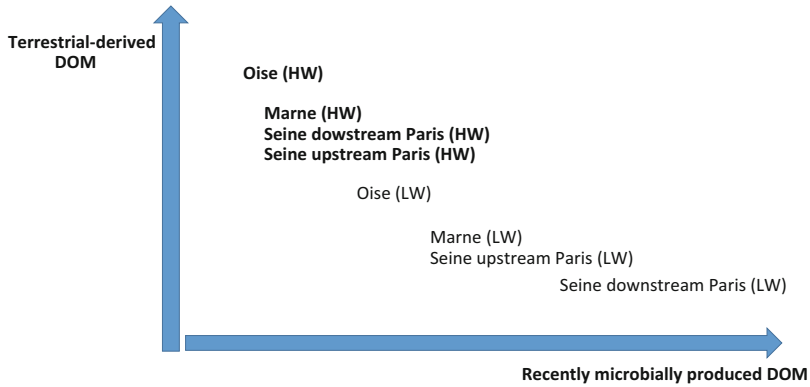 Terrestrial-derived
DOM
Oise (HW)
Marne (HW)
Seine dowstream Paris (HW)
Seine upstream Paris (HW)
Oise (LW)
Marne (LW)
Seine upstream Paris (LW)
Seine downstream Paris (LW)
Recently microbially produced DOM